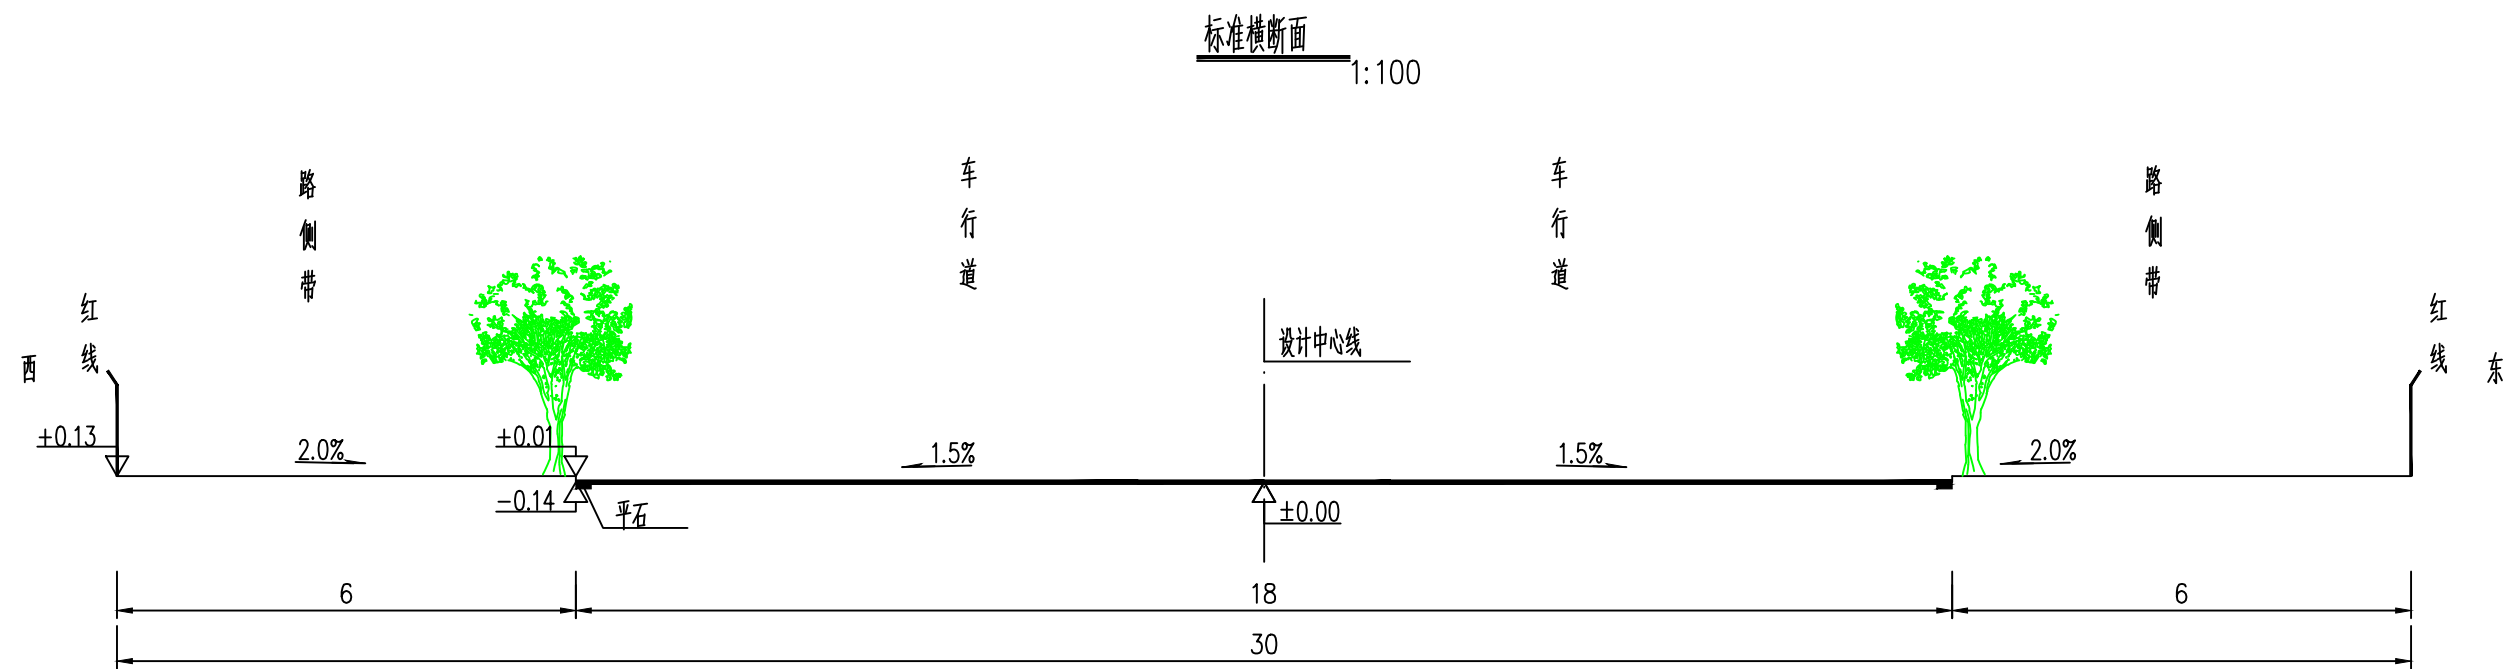 标准横断面
1:100
路侧带
车行道
车行道
路侧带
红线
红线
西
东
设计中心线
±0.13
2.0%
±0.01
1.5%
1.5%
2.0%
-0.14
平石
±0.00
6
18
6
30